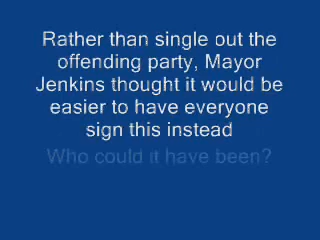 Rather than single out the
offending party, Mayor
Jenkins thought it would be
easier to have everyone
sign this instead
Who could it have been?